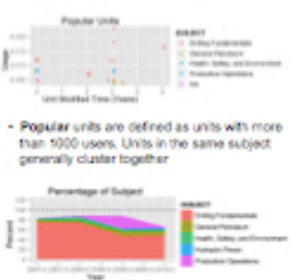 Popular Units
SUBJECT
Drilling Fundamentals
General Petroleum
Health, Safety, and Environment
Production Operations
NA
Usage
Unit Modified Time (Years)
• Popular units are defined as units with more
than 1000 users. Units in the same subject
generally cluster together
Percentage of Subject
SUBJECT
Drilling Fundamentals
General Petroleum
Health, Safety, and Environment
Hydraulic Power
Production Operations
Percent
Year